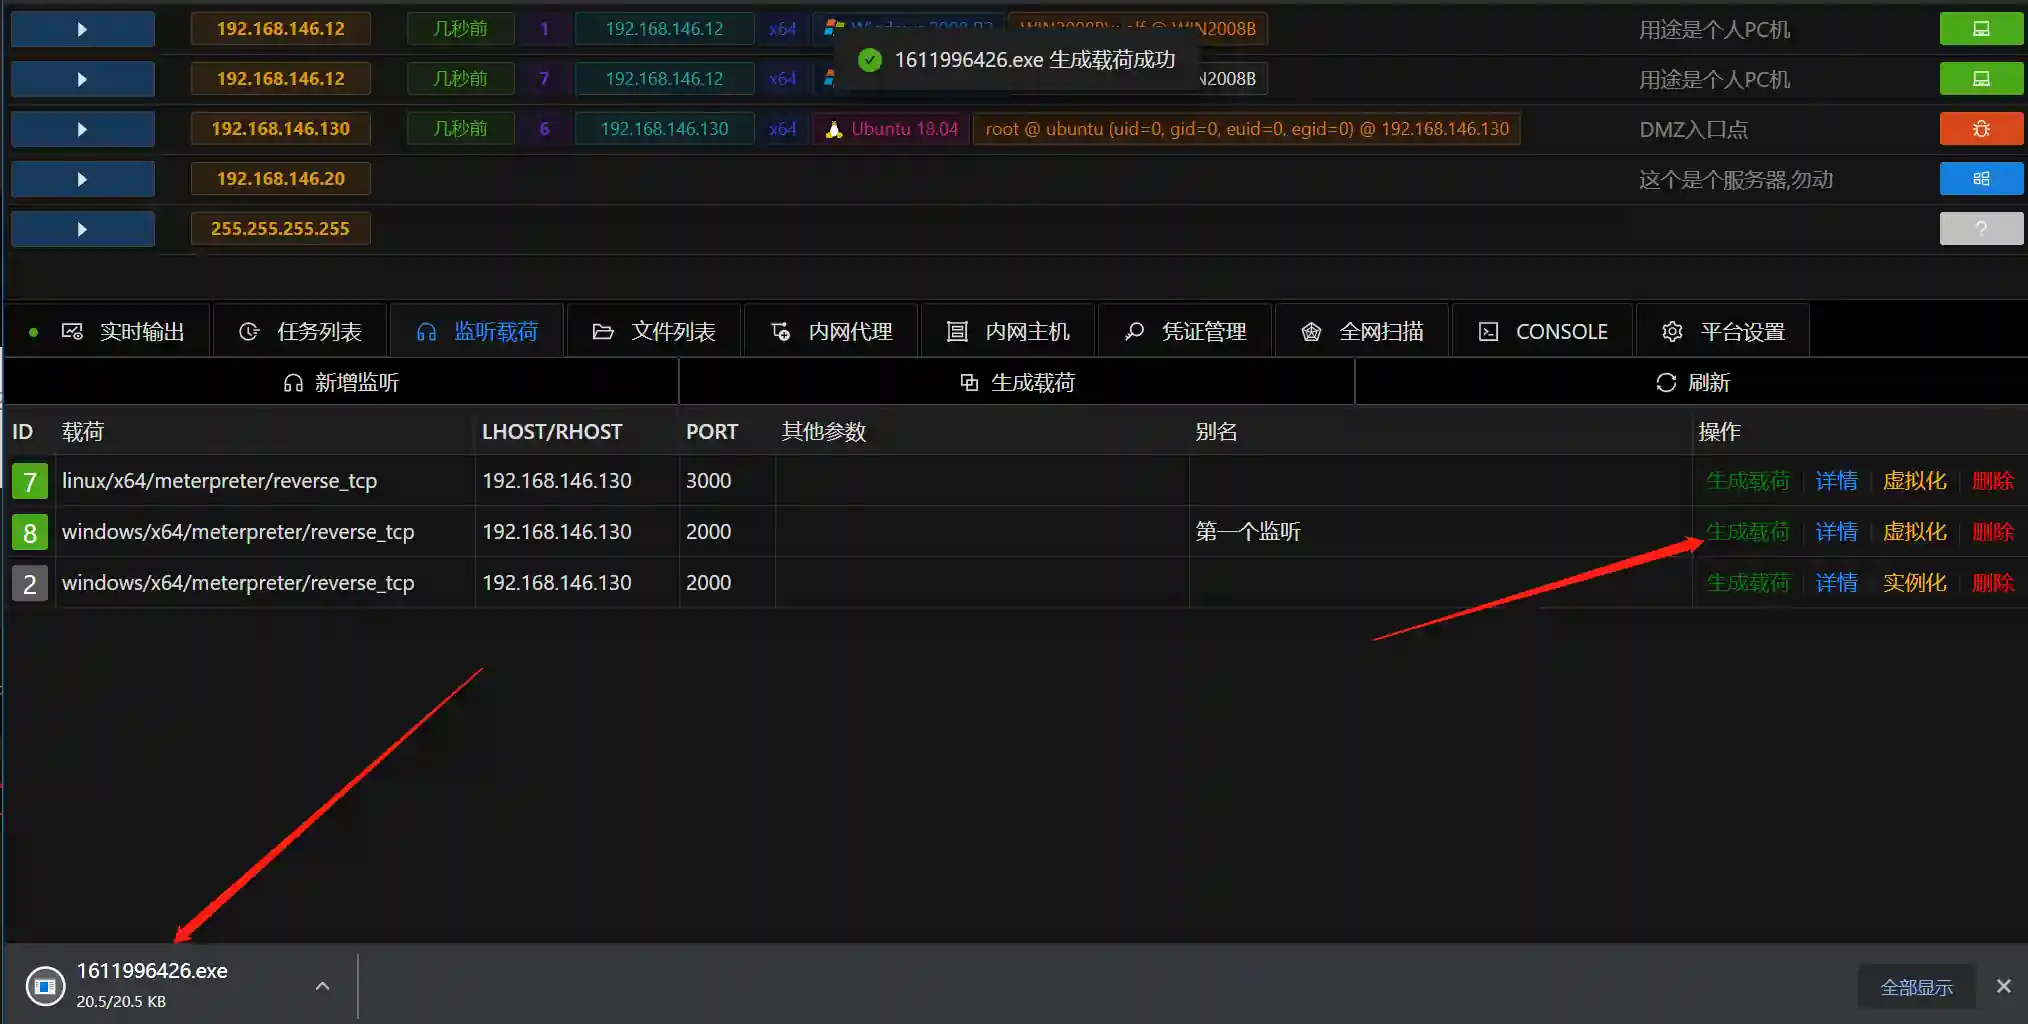 192.168.146.12 几秒前 1 192.168.146.12 x64 用途是个人PC机
1611996426.exe 生成载荷成功
192.168.146.12 几秒前 7 192.168.146.12 x64 N2008B 用途是个人PC机
192.168.146.130 几秒前 6 192.168.146.130 x64 Ubuntu 18.04 root @ ubuntu (uid=0, gid=0, euid=0, egid=0) @ 192.168.146.130 DMZ入口点
192.168.146.20 这个是个服务器,勿动
255.255.255.255 ?
实时输出 任务列表 监听载荷 文件列表 内网代理 内网主机 凭证管理 全网扫描 CONSOLE 平台设置
新增监听 生成载荷 刷新
ID 载荷 LHOST/RHOST PORT 其他参数 别名 操作
7 linux/x64/meterpreter/reverse_tcp 192.168.146.130 3000 生成载荷 详情 虚拟化 删除
8 windows/x64/meterpreter/reverse_tcp 192.168.146.130 2000 第一个监听 生成载荷 详情 虚拟化 删除
2 windows/x64/meterpreter/reverse_tcp 192.168.146.130 2000 生成载荷 详情 实例化 删除
1611996426.exe
20.5/20.5 KB
全部显示